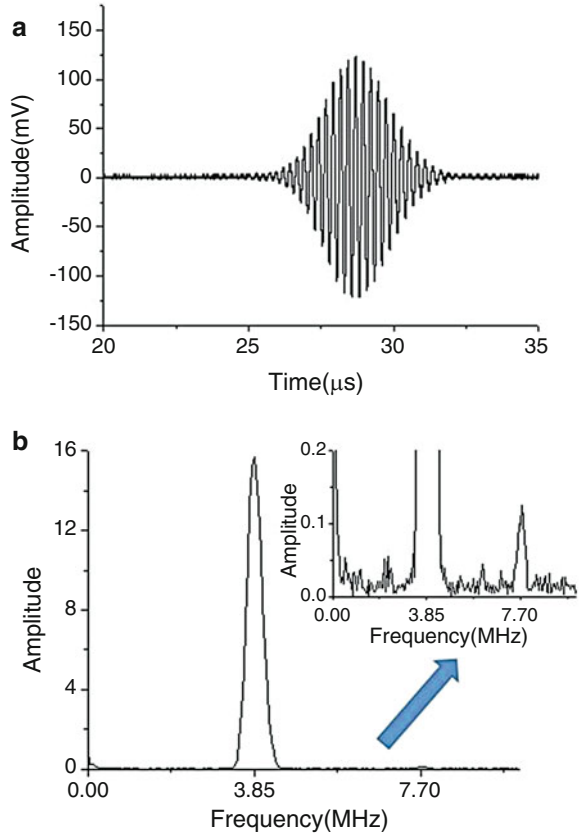 a
150
100
50
0
-50
-100
-150
Amplitude(mV)
20 25 30 35
Time(μs)
b
16
12
8
4
0
Amplitude
0.00 3.85 7.70
Frequency(MHz)
0.2
0.1
0.0
Amplitude
0.00 3.85 7.70
Frequency(MHz)